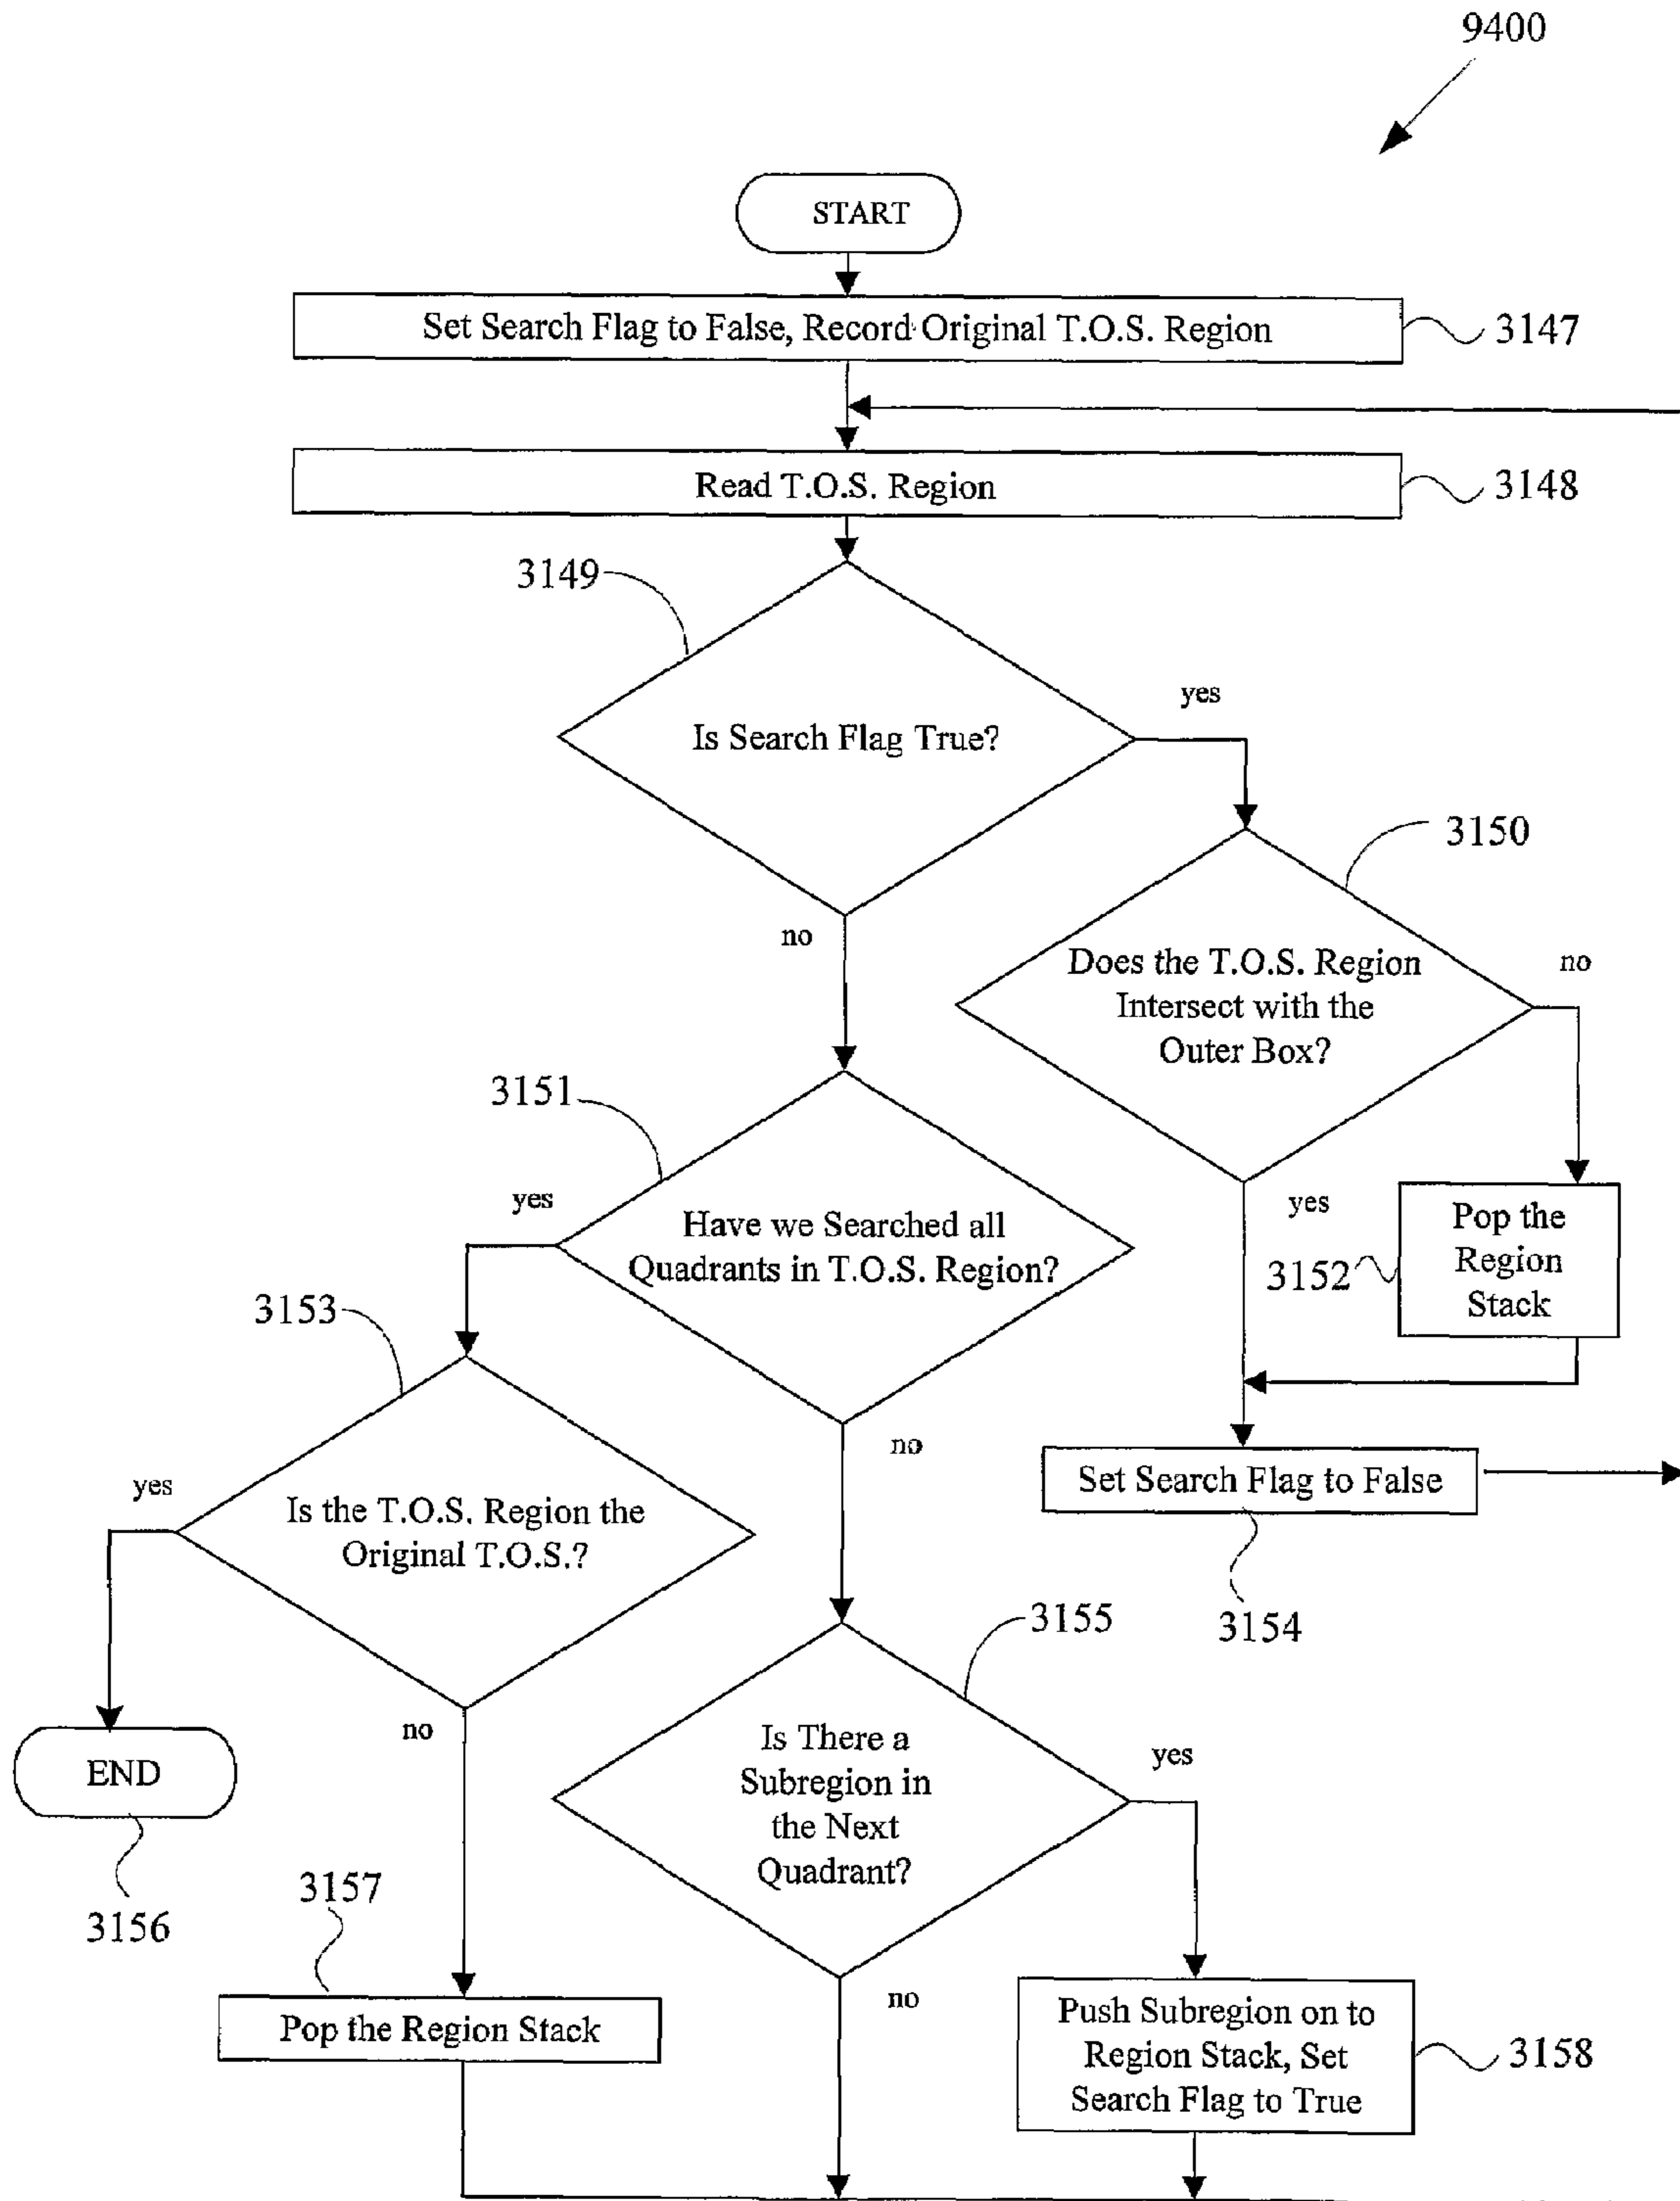 9400
START
Set Search Flag to False, Record Original T.O.S. Region
3147
Read T.O.S. Region
3148
3149
Is Search Flag True?
yes
no
3150
Does the T.O.S. Region
Intersect with the
Outer Box?
no
yes
3151
Have we Searched all
Quadrants in T.O.S. Region?
yes
no
Pop the
Region
Stack
3152
3153
Is the T.O.S. Region the
Original T.O.S.?
yes
no
Set Search Flag to False
3154
3155
Is There a
Subregion in
the Next
Quadrant?
yes
no
END
3156
3157
Pop the Region Stack
Push Subregion on to
Region Stack, Set
Search Flag to True
3158